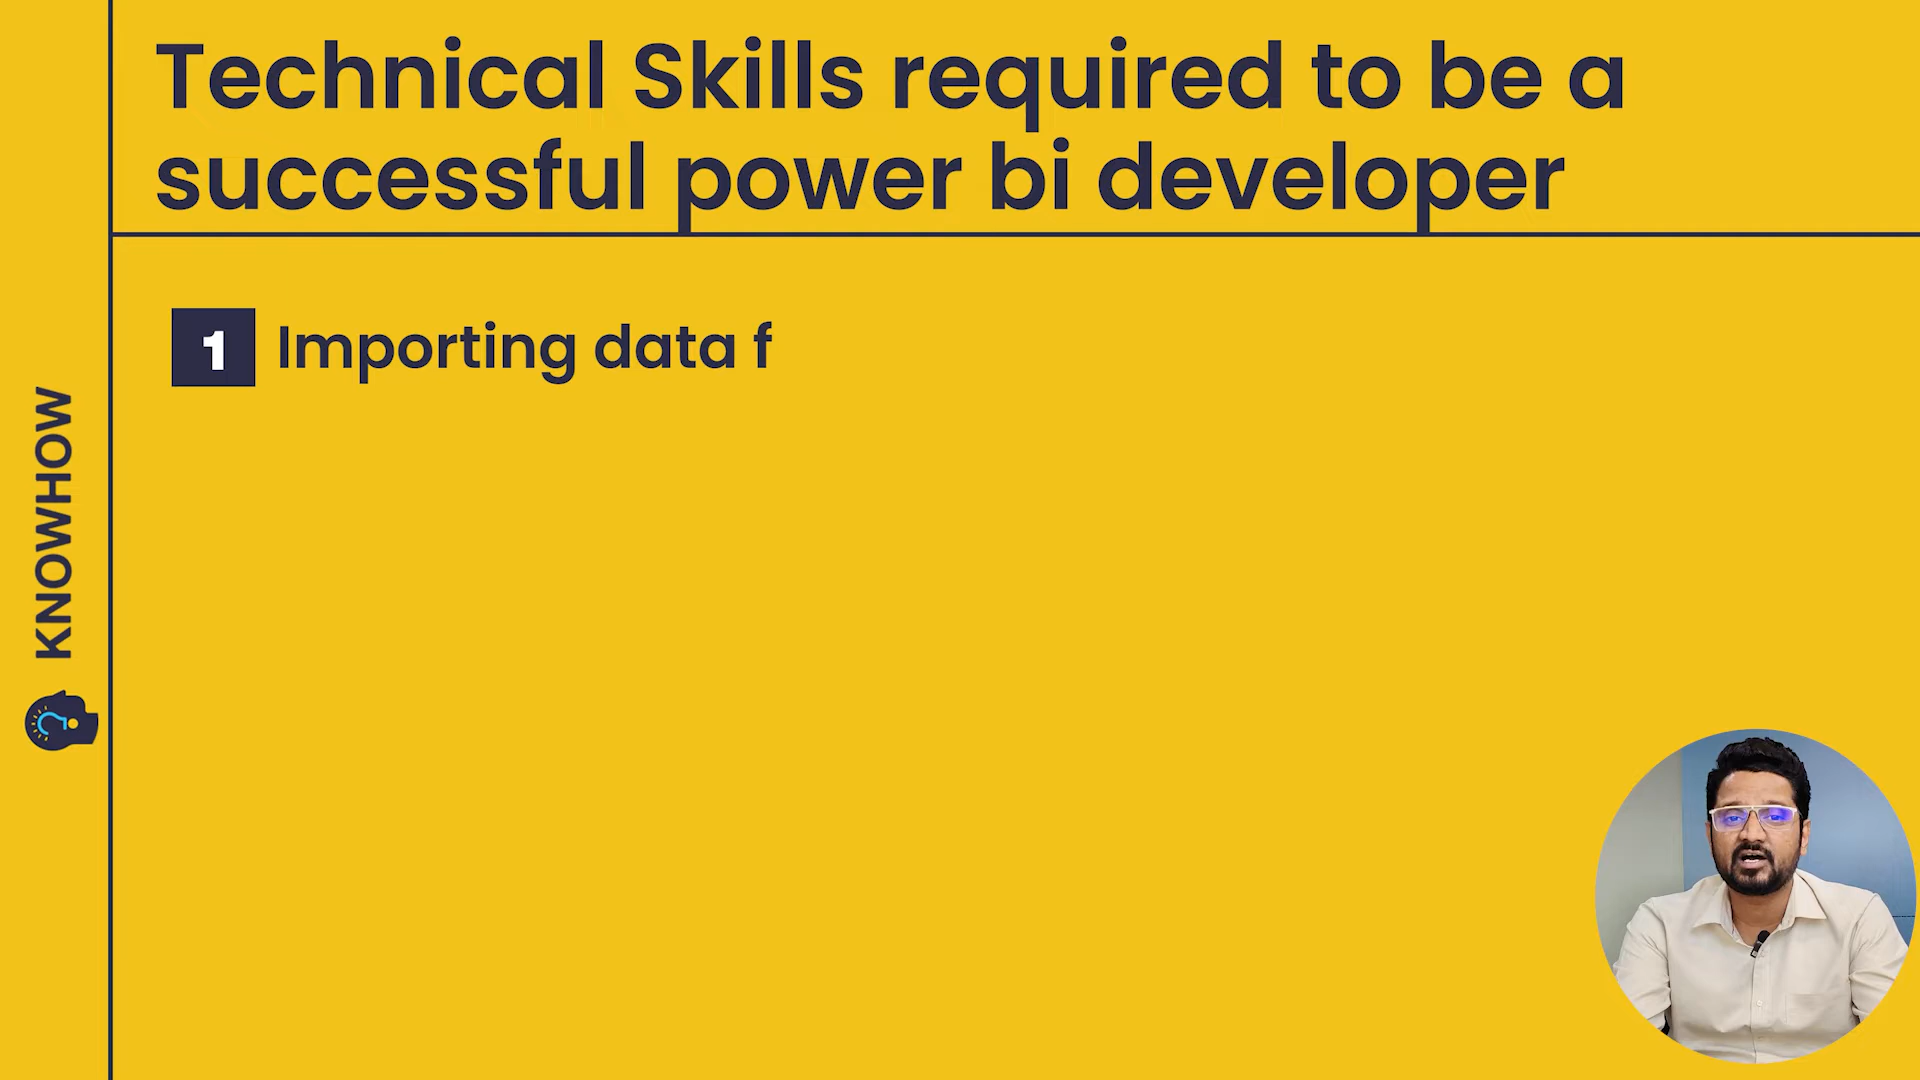 Technical Skills required to be a
successful power bi developer
1 Importing data f
KNOWHOW